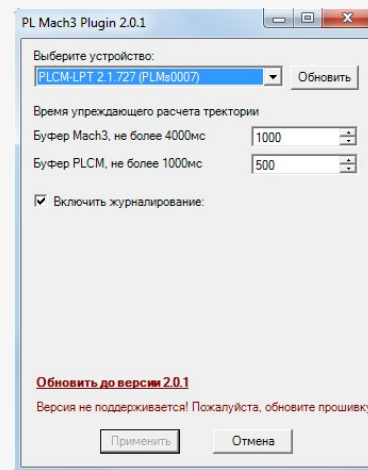 PL Mach3 Plugin 2.0.1
Выберите устройство:
PLCM-LPT 2.1.727 (PLMs0007)
Обновить
Время упреждающего расчета тректории
Буфер Mach3, не более 4000мс
1000
Буфер PLCM, не более 1000мс
500
Включить журналирование:
Обновить до версии 2.0.1
Версия не поддерживается! Пожалуйста, обновите прошивку
Применить
Отмена